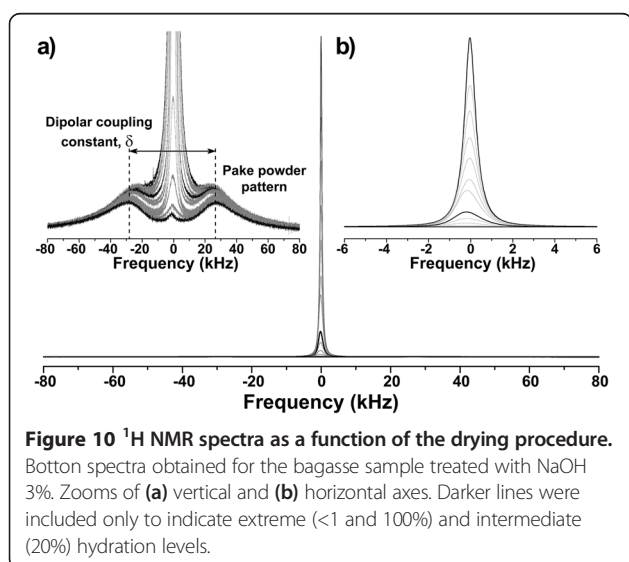 a)
Dipolar coupling
constant, δ
Pake powder
pattern
-80 -60 -40 -20 0 20 40 60 80
Frequency (kHz)
b)
-6 -4 -2 0 2 4 6
Frequency (kHz)
-80 -60 -40 -20 0 20 40 60 80
Frequency (kHz)
Figure 10 ¹H NMR spectra as a function of the drying procedure.
Botton spectra obtained for the bagasse sample treated with NaOH
3%. Zooms of (a) vertical and (b) horizontal axes. Darker lines were
included only to indicate extreme (<1 and 100%) and intermediate
(20%) hydration levels.